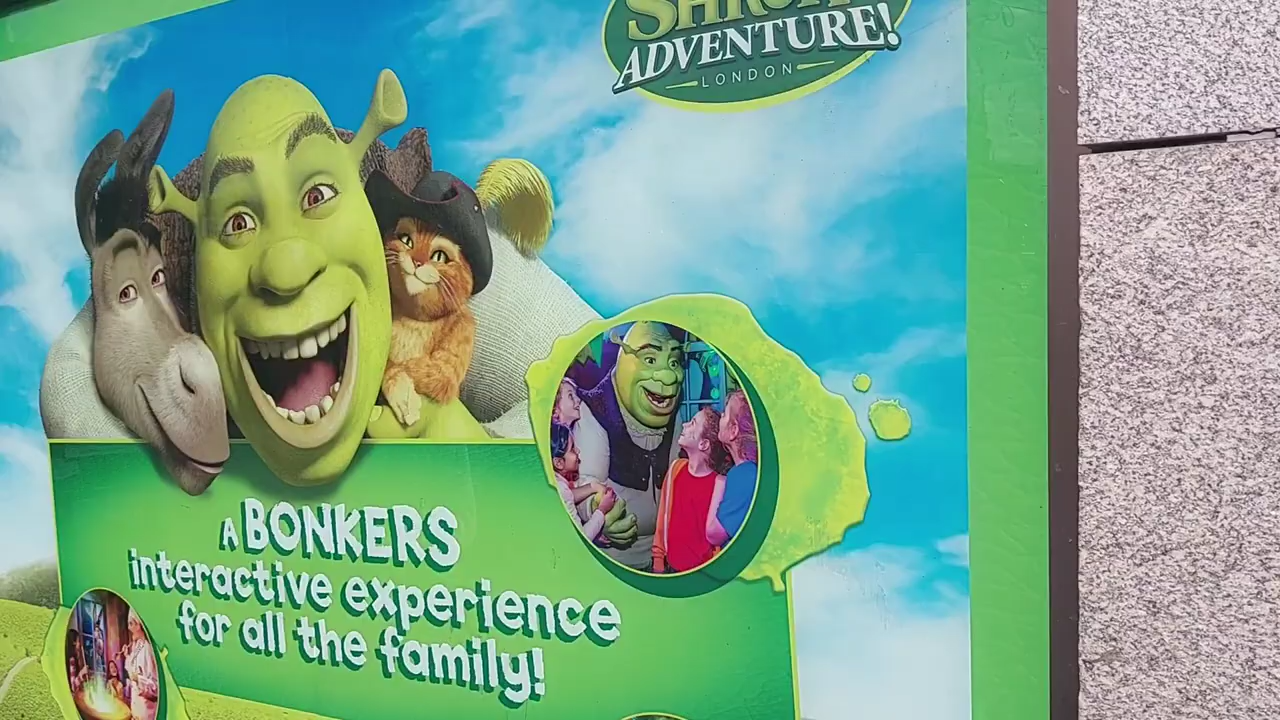 ADVENTURE!
LONDON
A BONKERS
interactive experience
for all the family!